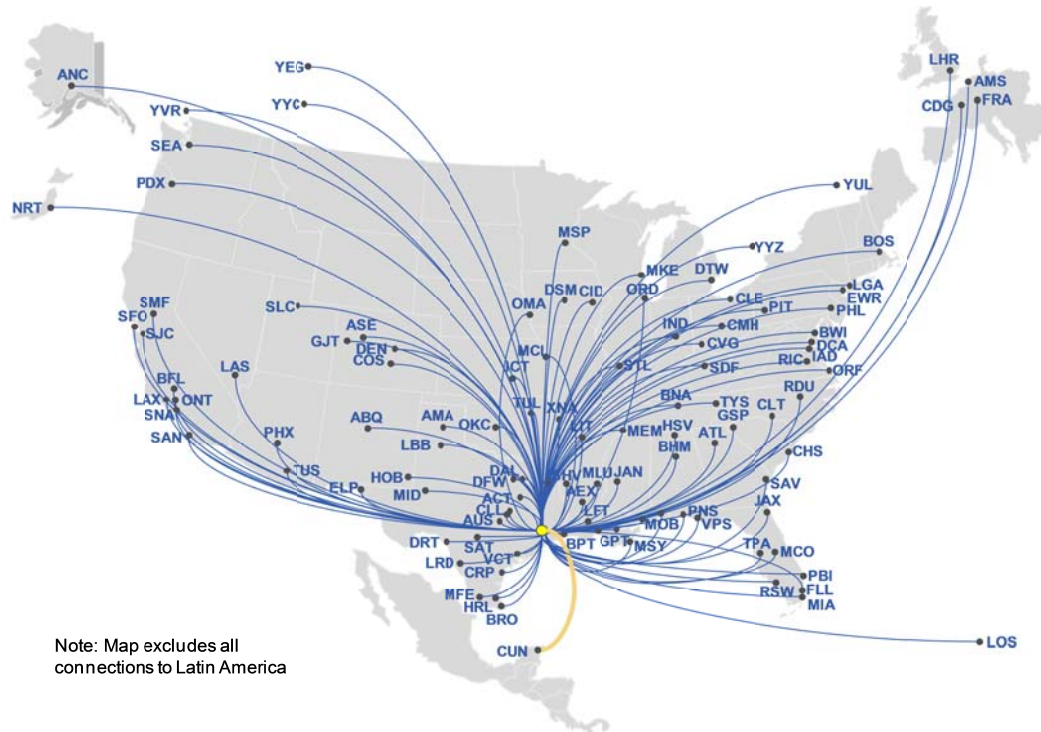 LHR
YEG
ANC
AMS
FRA
YYC
CDG
YVR
SEA
PDX
YUL
NRT
MSP
BOS
YYZ
MKE
DTW
LGA
ORD
DSM
CID
EWR
SLC
OMA
CLE
PIT
PHL
SMF
SFO
SJC
ASE
IND
CMH
BWI
GJT
DEN
CVG
DCA
IAD
COS
MCI
RIC
LAS
ICT
STL
SDF
ORF
BFL
RDU
LAX
ONT
BNA
TYS
SNA
TUL
XNA
GSP
CLT
ABQ
AMA
OKC
LIT
MEM
HSV
ATL
SAN
PHX
LBB
BHM
CHS
TUS
HOB
DAL
SHV
MLU
JAN
ELP
MID
DFW
SAV
ACT
AEX
JAX
CLL
LFT
PNS
AUS
MOB
VPS
DRT
SAT
BPT
GPT
MSY
TPA
MCO
LRD
VCT
CRP
PBI
MFE
RSW
FLL
HRL
MIA
BRO
LOS
CUN
Note: Map excludes all
connections to Latin America